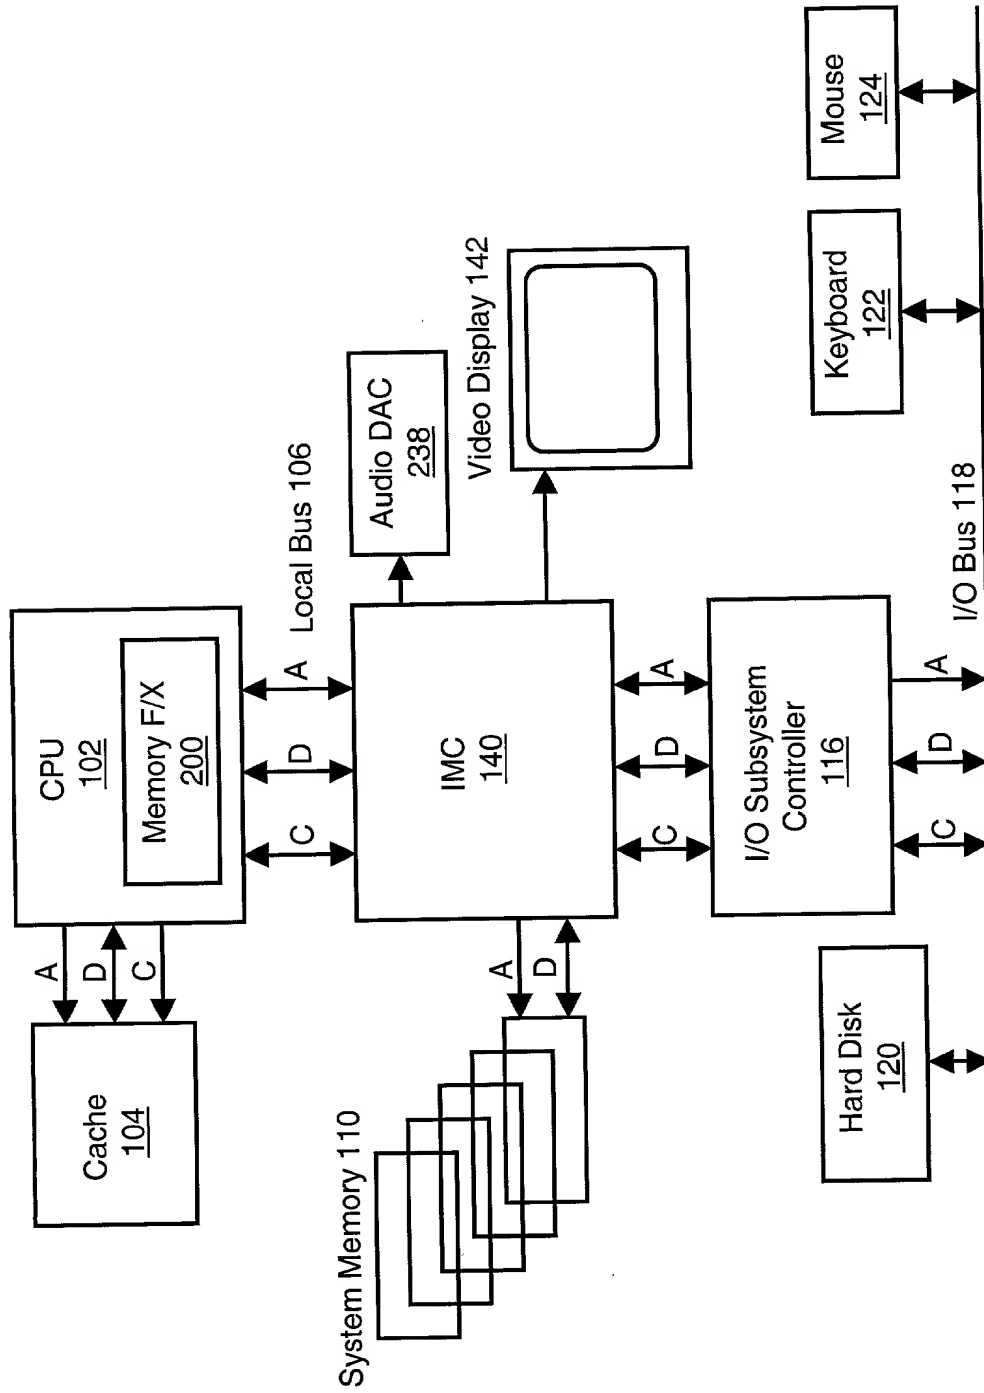 CPU
102
Memory F/X
200
A
D
C
Cache
104
C
D
A
Local Bus 106
Audio DAC
238
IMC
140
Video Display 142
A
D
System Memory 110
C
D
A
I/O Subsystem
Controller
116
C
D
A
I/O Bus 118
Hard Disk
120
Keyboard
122
Mouse
124